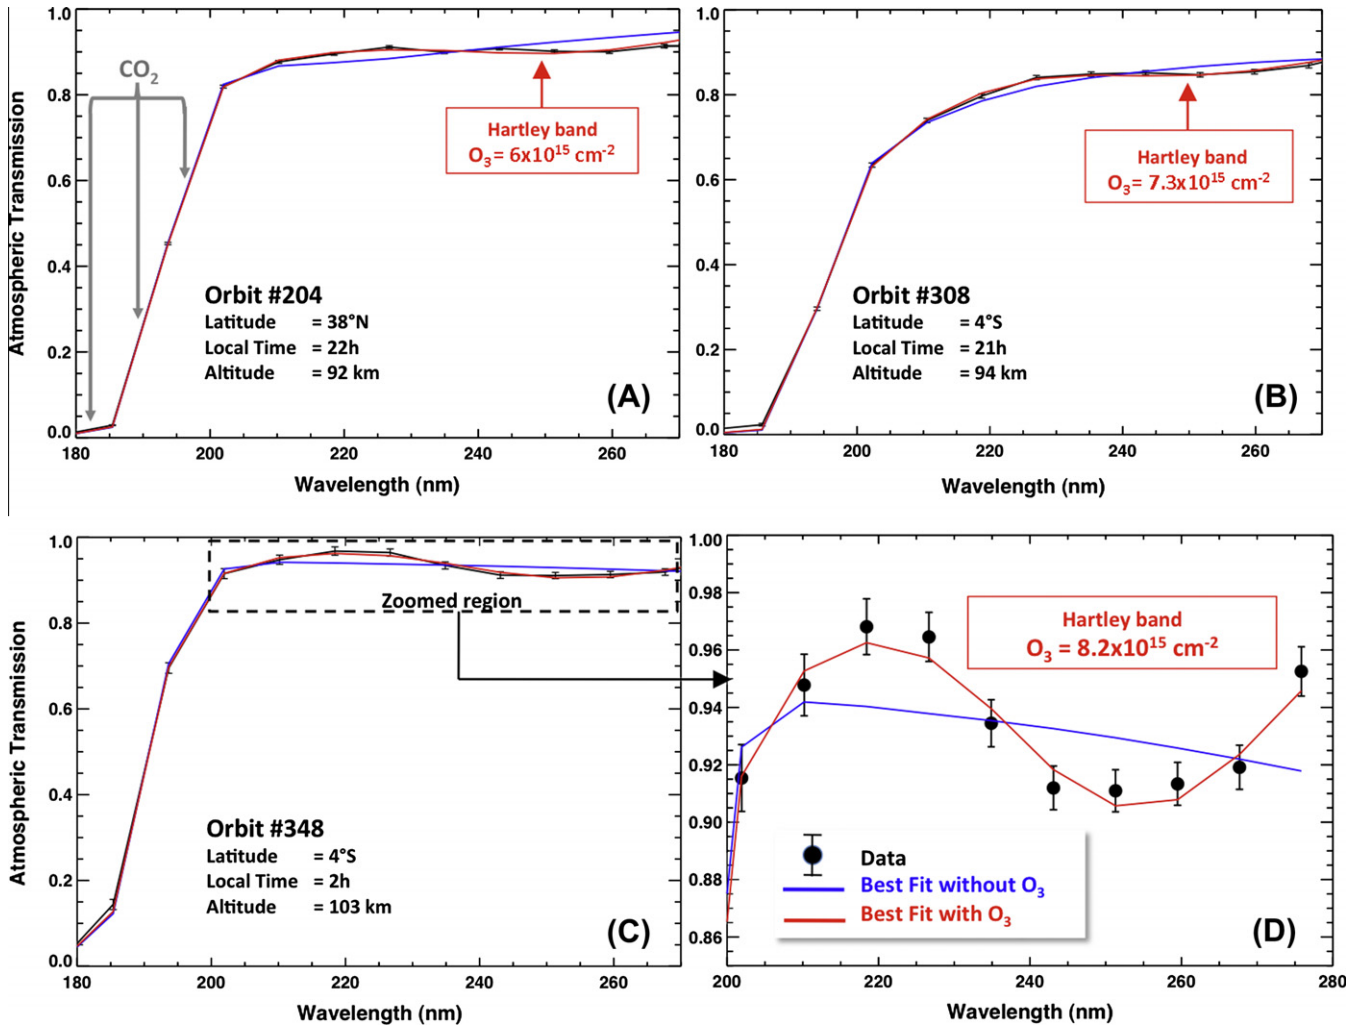 1.0
0.8
0.6
0.4
0.2
0.0
Atmospheric Transmission
CO2
Hartley band
O3= 6x10^15 cm^-2
Orbit #204
Latitude = 38°N
Local Time = 22h
Altitude = 92 km
(A)
180 200 220 240 260
Wavelength (nm)
1.0
0.8
0.6
0.4
0.2
0.0
Atmospheric Transmission
Hartley band
O3= 7.3x10^15 cm^-2
Orbit #308
Latitude = 4°S
Local Time = 21h
Altitude = 94 km
(B)
180 200 220 240 260
Wavelength (nm)
1.0
0.8
0.6
0.4
0.2
0.0
Atmospheric Transmission
Zoomed region
Orbit #348
Latitude = 4°S
Local Time = 2h
Altitude = 103 km
(C)
180 200 220 240 260
Wavelength (nm)
1.00
0.98
0.96
0.94
0.92
0.90
0.88
0.86
Hartley band
O3 = 8.2x10^15 cm^-2
Data
Best Fit without O3
Best Fit with O3
(D)
200 220 240 260 280
Wavelength (nm)